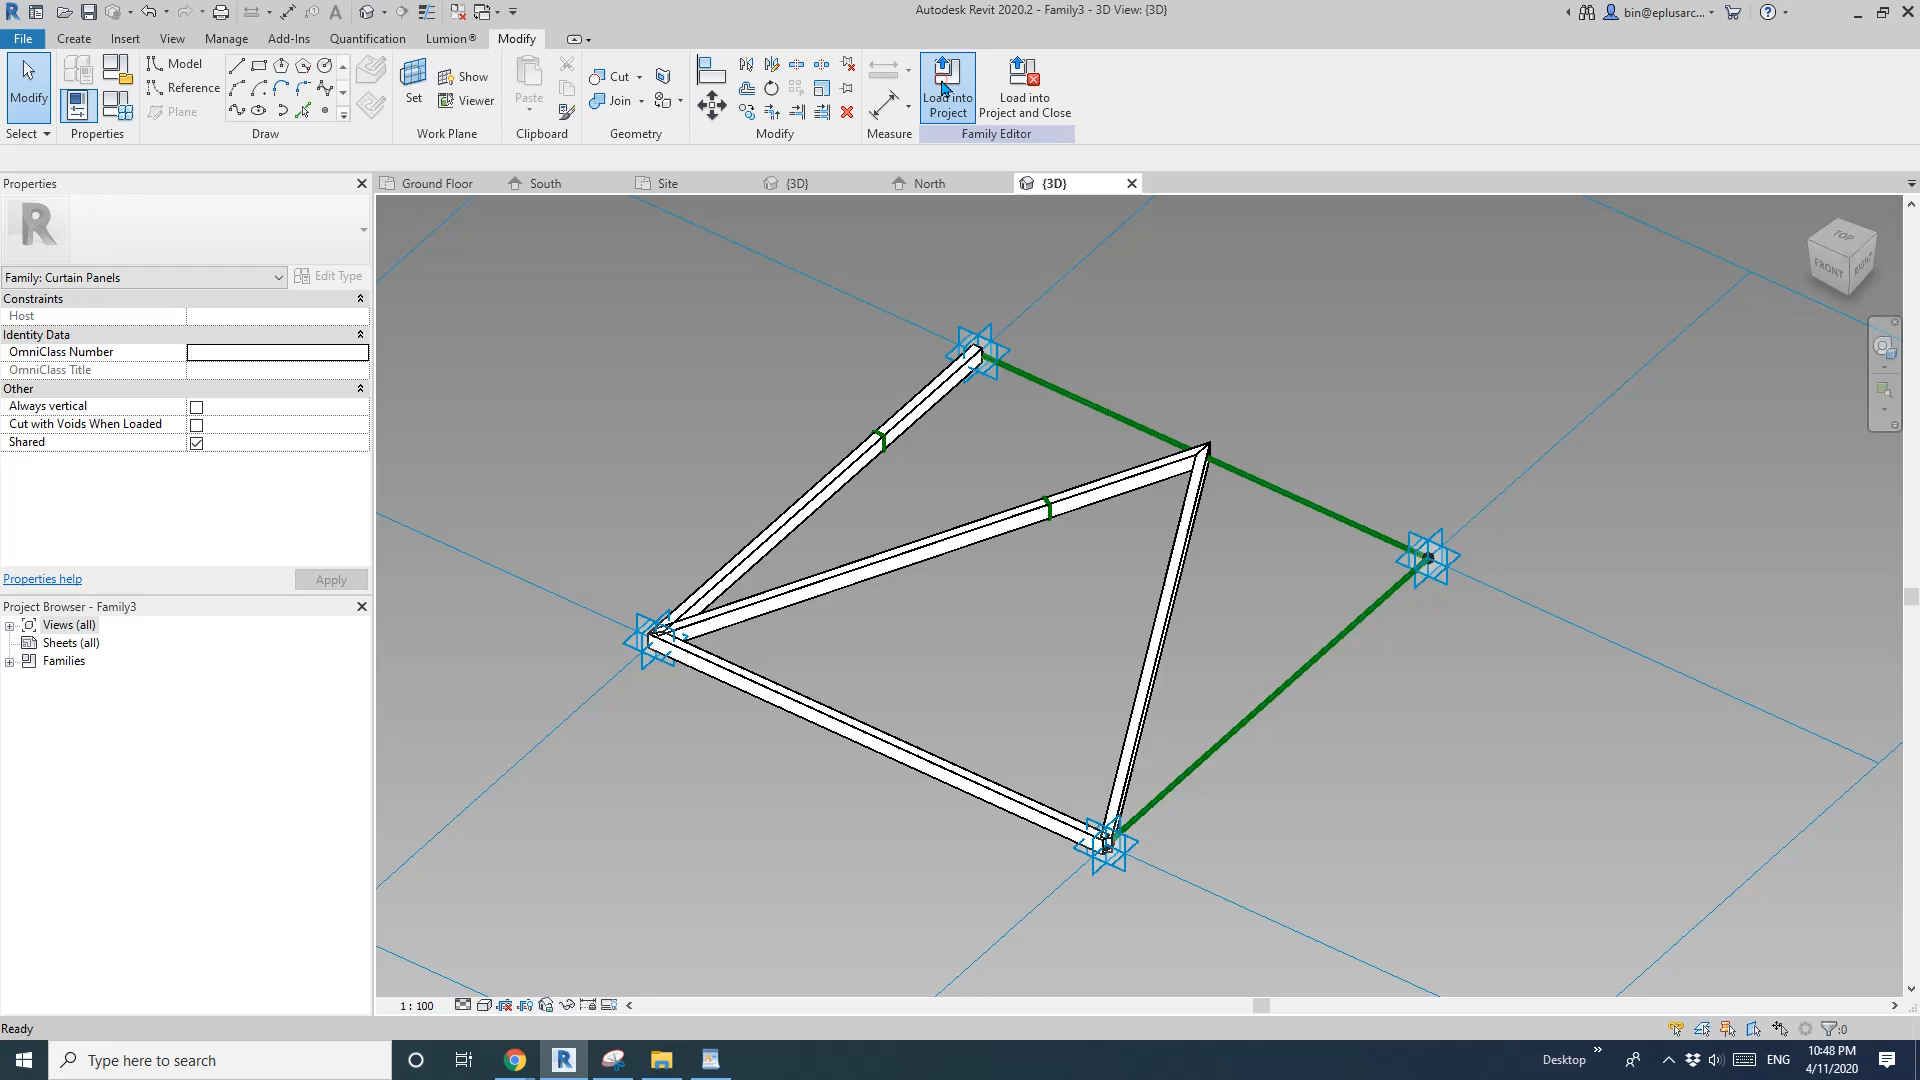 Autodesk Revit 2020.2 - Family3 - 3D View: {3D}
bin@eplusarc...
File Create Insert View Manage Add-Ins Quantification Lumion® Modify
Modify
Select
Properties
Model
Reference
Plane
Draw
Set
Show
Viewer
Work Plane
Paste
Clipboard
Cut
Join
Geometry
Modify
Measure
Load into
Project
Load into
Project and Close
Family Editor
Properties
Ground Floor
South
Site
{3D}
North
{3D}
R
Family: Curtain Panels
Edit Type
Constraints
Host
Identity Data
OmniClass Number
OmniClass Title
Other
Always vertical
Cut with Voids When Loaded
Shared
Properties help
Apply
Project Browser - Family3
Views (all)
Sheets (all)
Families
TOP
FRONT
RIGHT
1 : 100
Ready
:0
Type here to search
Desktop
ENG
10:48 PM
4/11/2020